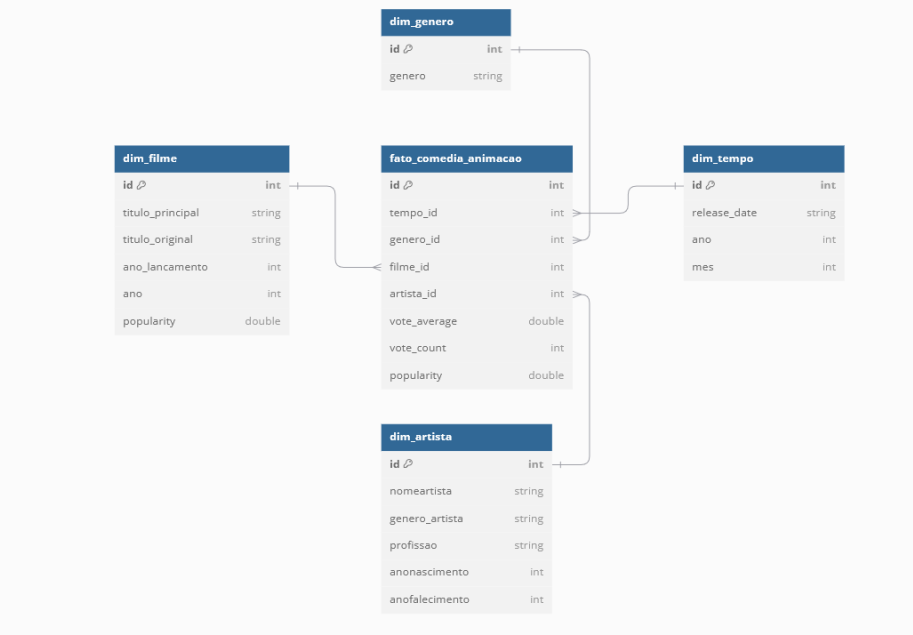 dim_genero
id int
genero string
dim_filme
id int
titulo_principal string
titulo_original string
ano_lancamento int
ano int
popularity double
fato_comedia_animacao
id int
tempo_id int
genero_id int
filme_id int
artista_id int
vote_average double
vote_count int
popularity double
dim_tempo
id int
release_date string
ano int
mes int
dim_artista
id int
nomeartista string
genero_artista string
profissao string
anonascimento int
anofalecimento int